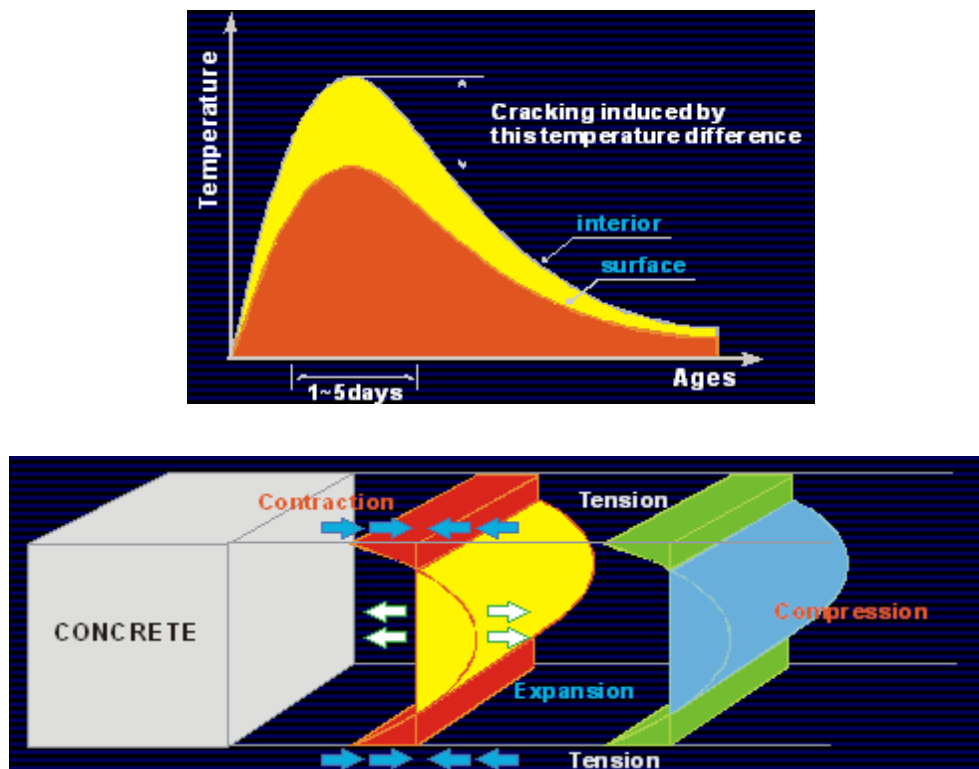 Temperature
Cracking induced by
this temperature difference
interior
surface
Ages
1~5days
Contraction
Tension
CONCRETE
Compression
Expansion
Tension